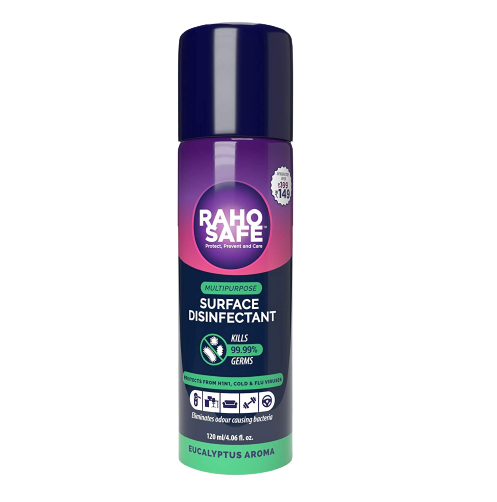 INTRODUCTORY
OFFER
₹199
₹149
RAHO
SAFE™
Protect, Prevent and Care
MULTIPURPOSE
SURFACE
DISINFECTANT
KILLS
99.99%
GERMS
PROTECTS FROM H1N1, COLD & FLU VIRUSES
Eliminates odour causing bacteria
120 ml/4.06 fl. oz.
EUCALYPTUS AROMA